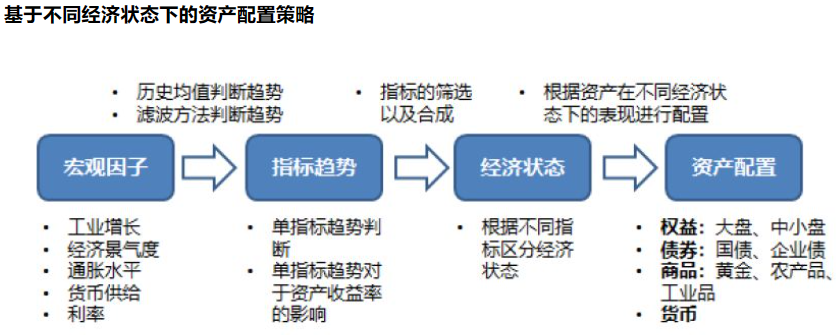 基于不同经济状态下的资产配置策略
• 历史均值判断趋势
• 滤波方法判断趋势
• 指标的筛选
以及合成
• 根据资产在不同经济状
态下的表现进行配置
宏观因子
指标趋势
经济状态
资产配置
• 工业增长
• 经济景气度
• 通胀水平
• 货币供给
• 利率
• 单指标趋势判
断
• 单指标趋势对
于资产收益率
的影响
• 根据不同指
标区分经济
状态
• 权益：大盘、中小盘
• 债券：国债、企业债
• 商品：黄金、农产品、
工业品
• 货币